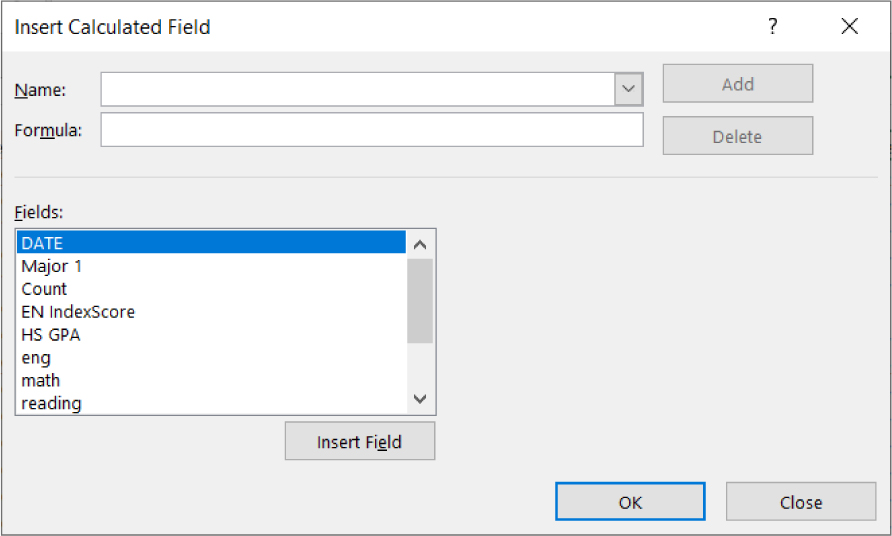 Insert Calculated Field
?
Name:
Add
Formula:
Delete
Fields:
DATE
Major 1
Count
EN IndexScore
HS GPA
eng
math
reading
Insert Field
OK
Close